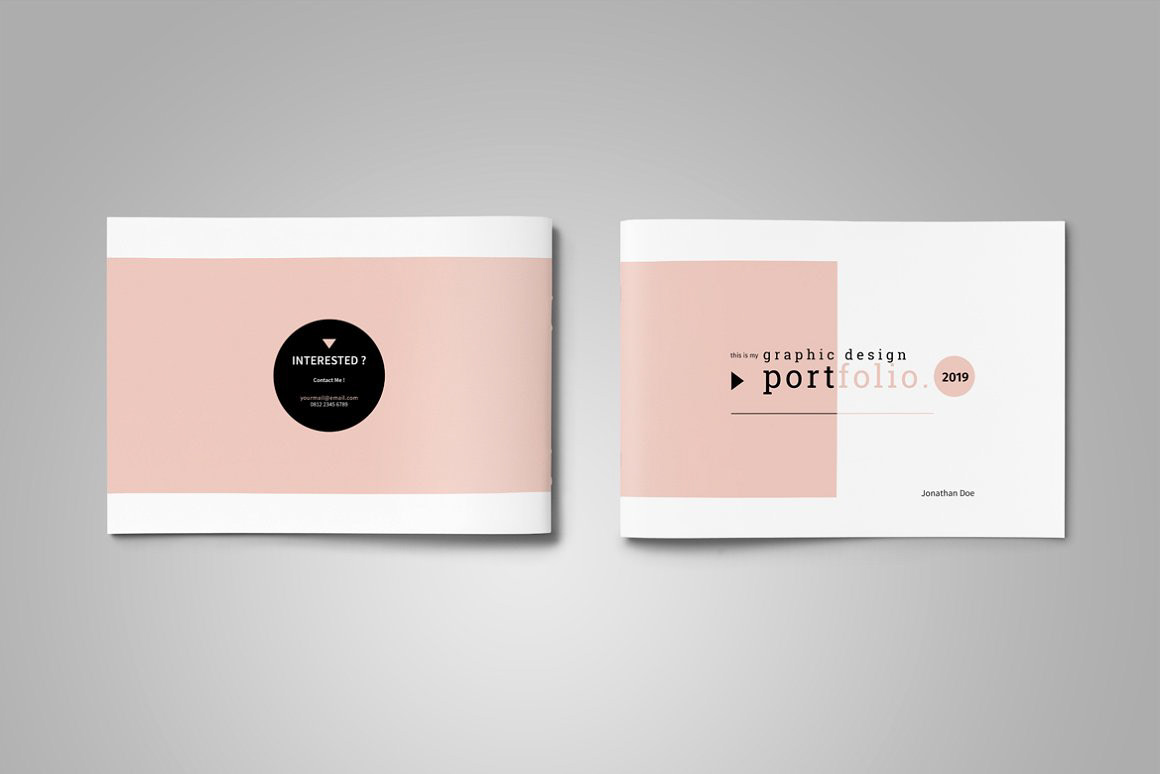 INTERESTED ?
Contact Me !
yourmail@email.com
0812 2345 6789
this is my graphic design
portfolio. 2019
Jonathan Doe